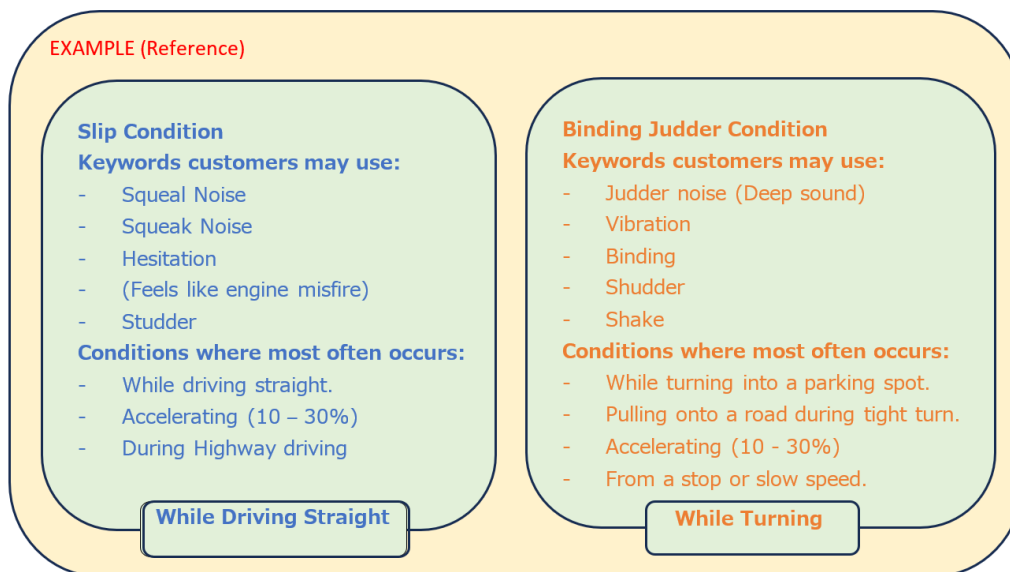 EXAMPLE (Reference)
Slip Condition
Keywords customers may use:
- Squeal Noise
- Squeak Noise
- Hesitation
- (Feels like engine misfire)
- Studder
Conditions where most often occurs:
- While driving straight.
- Accelerating (10 – 30%)
- During Highway driving
While Driving Straight
Binding Judder Condition
Keywords customers may use:
- Judder noise (Deep sound)
- Vibration
- Binding
- Shudder
- Shake
Conditions where most often occurs:
- While turning into a parking spot.
- Pulling onto a road during tight turn.
- Accelerating (10 - 30%)
- From a stop or slow speed.
While Turning